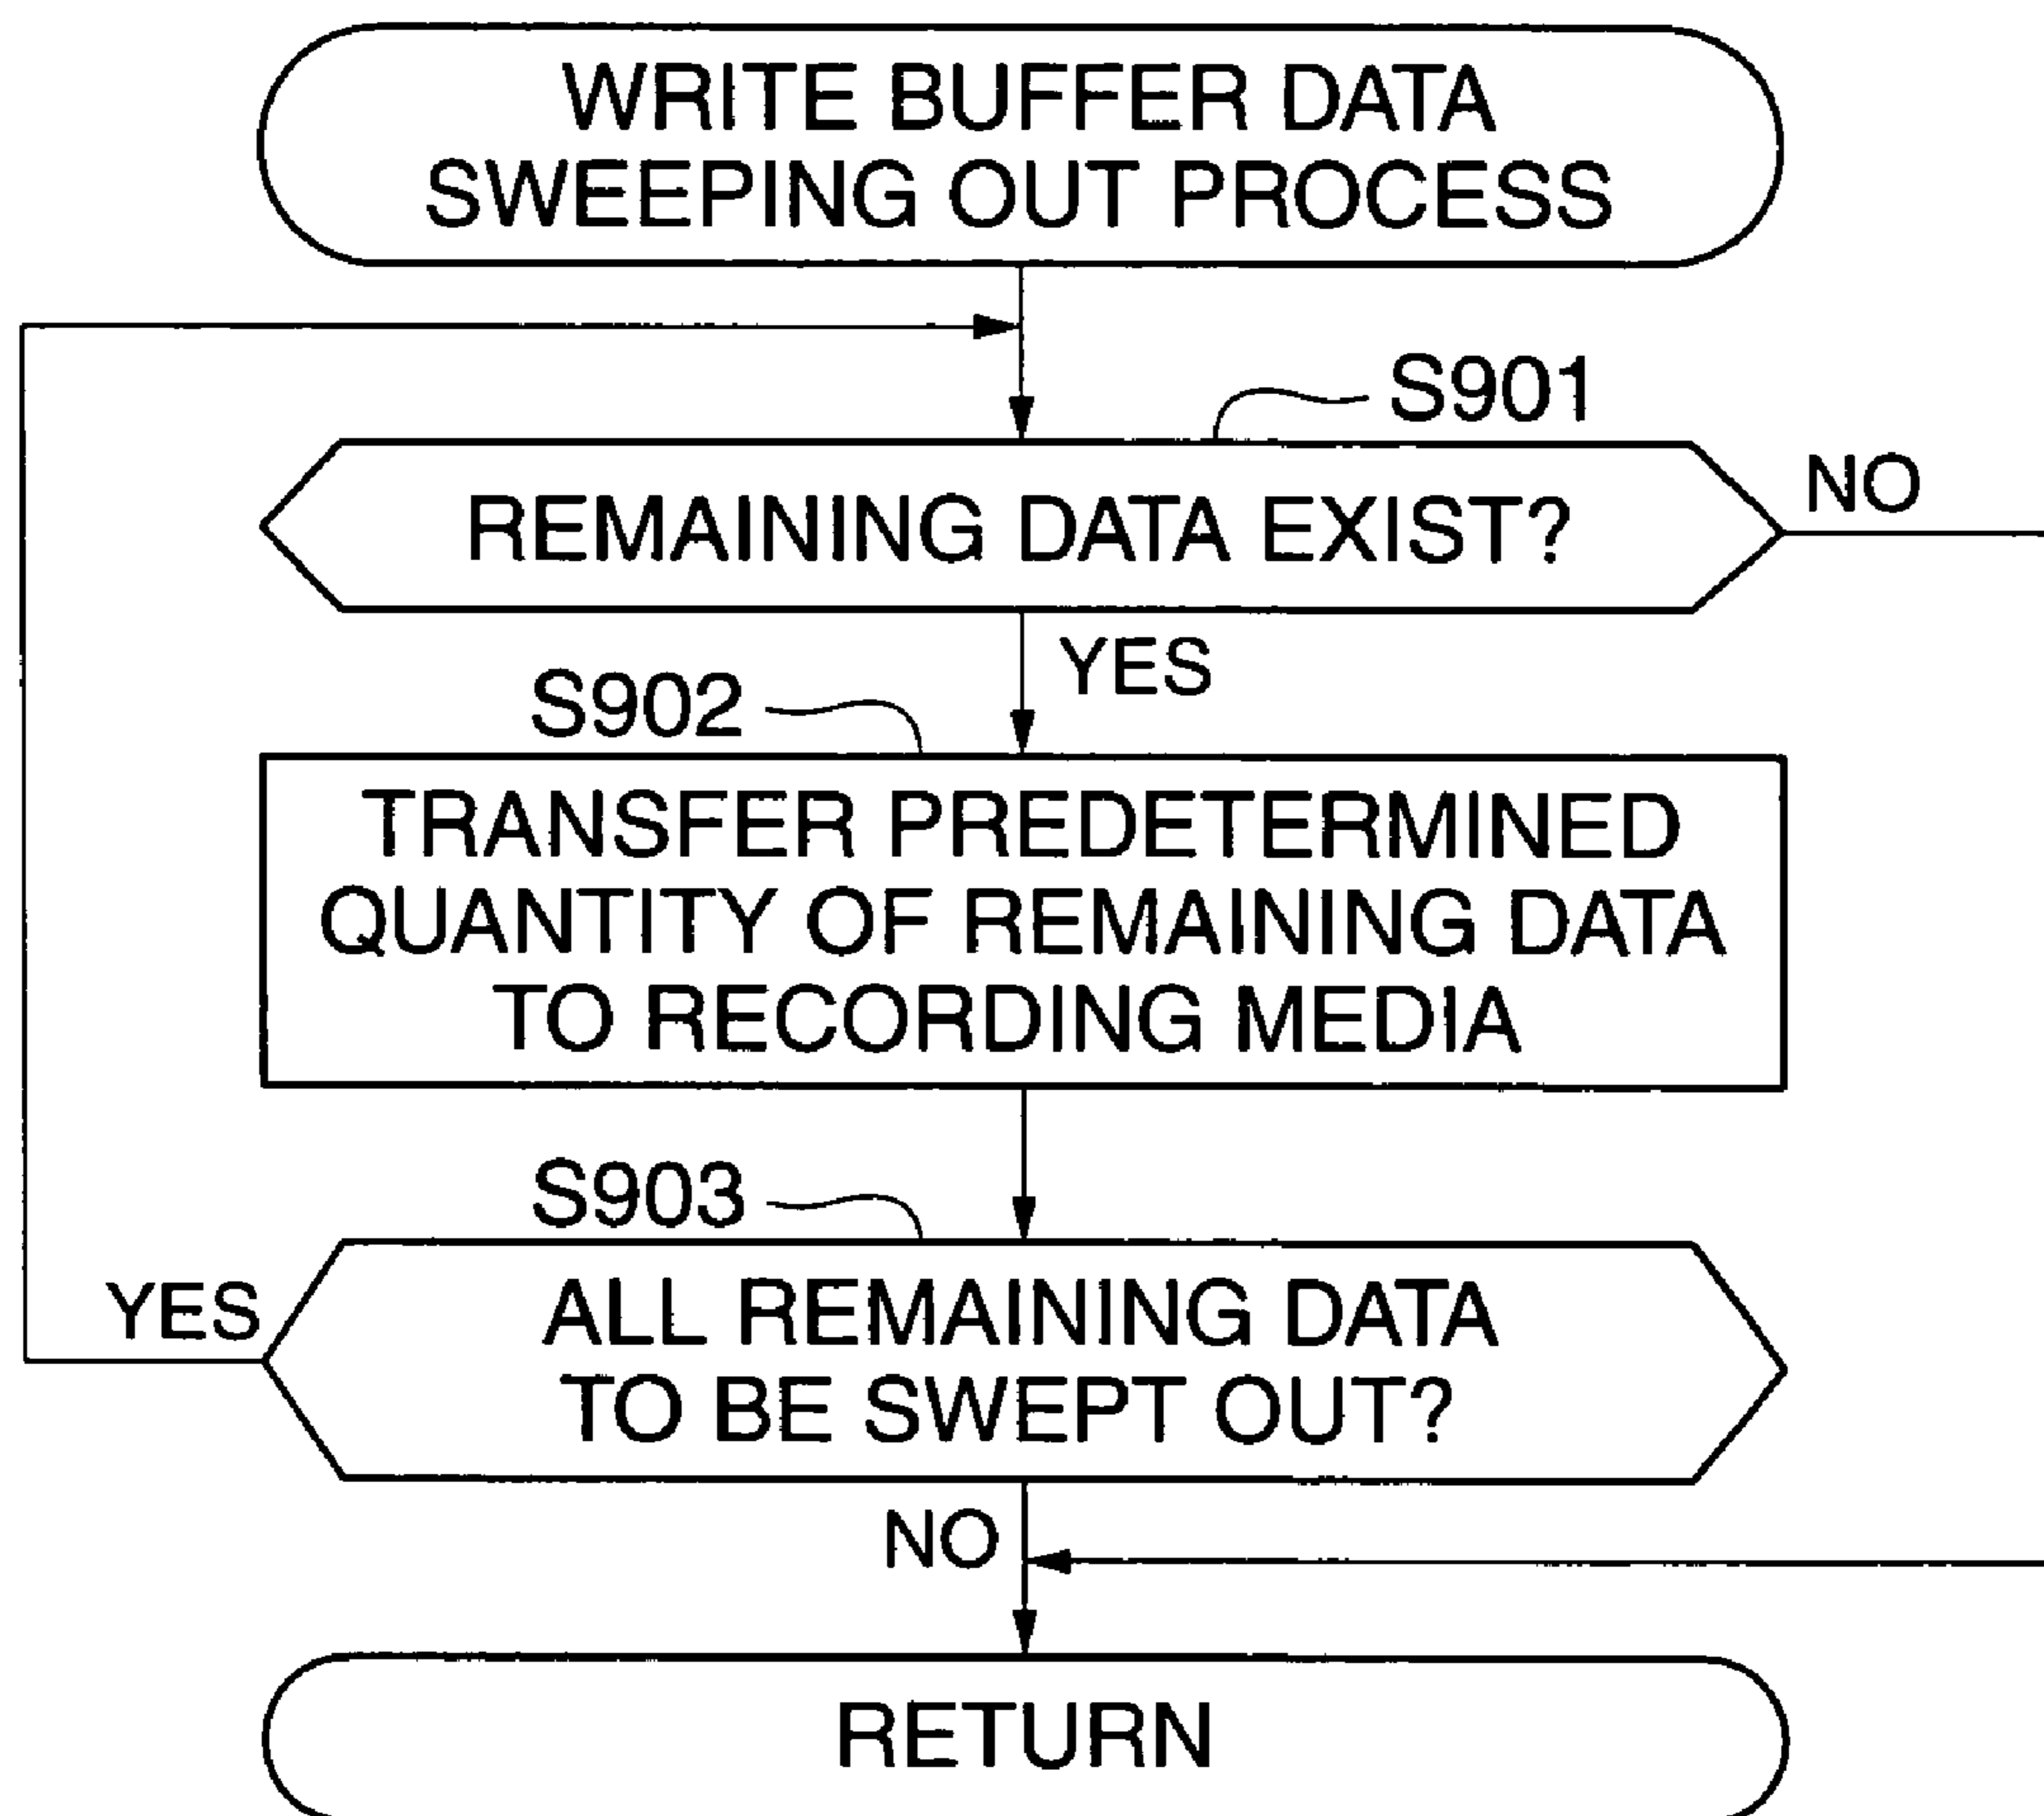 WRITE BUFFER DATA
SWEEPING OUT PROCESS
S901
REMAINING DATA EXIST?
NO
YES
S902
TRANSFER PREDETERMINED
QUANTITY OF REMAINING DATA
TO RECORDING MEDIA
S903
YES
ALL REMAINING DATA
TO BE SWEPT OUT?
NO
RETURN